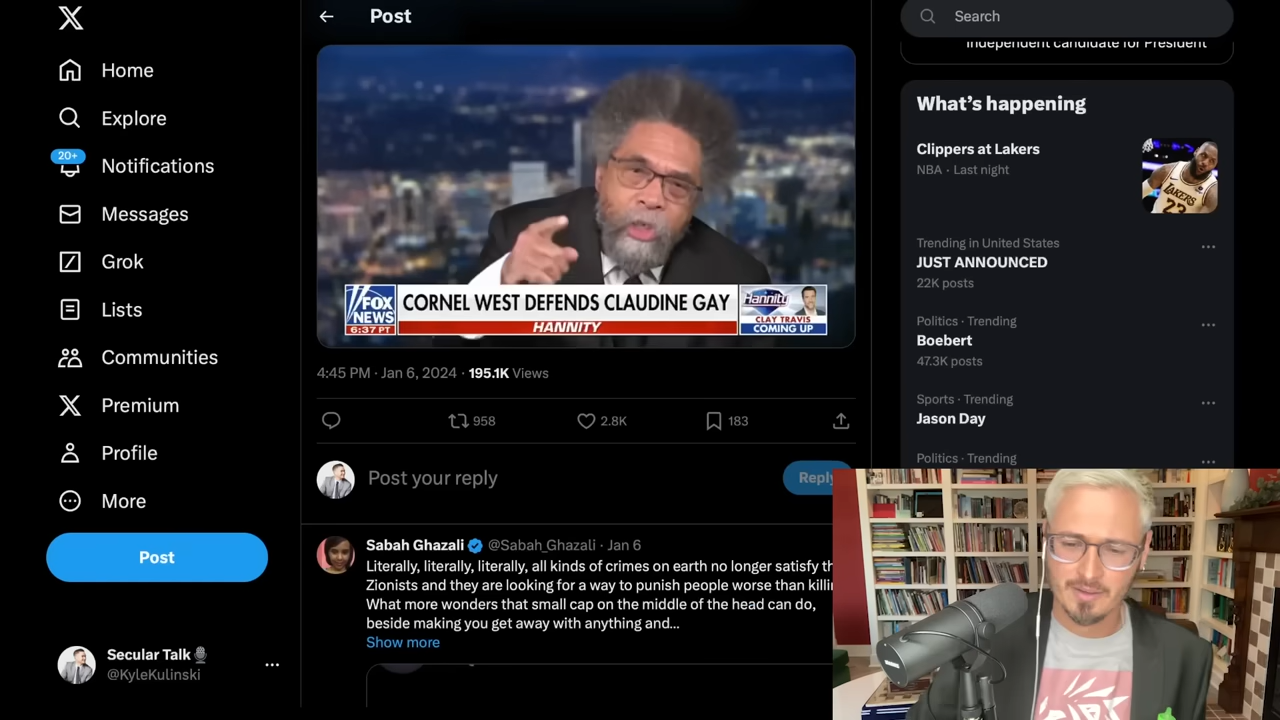 Home
Explore
20+
Notifications
Messages
Grok
Lists
Communities
Premium
Profile
More
Post
Secular Talk
@KyleKulinski
Post
FOX
NEWS
6:37 PT
CORNEL WEST DEFENDS CLAUDINE GAY
HANNITY
Hannity
CLAY TRAVIS
COMING UP
4:45 PM · Jan 6, 2024 · 195.1K Views
958
2.8K
183
Post your reply
Reply
Sabah Ghazali @Sabah_Ghazali · Jan 6
Literally, literally, literally, all kinds of crimes on earth no longer satisfy th
Zionists and they are looking for a way to punish people worse than killi
What more wonders that small cap on the middle of the head can do,
beside making you get away with anything and...
Show more
Search
Independent candidate for President
What's happening
Clippers at Lakers
NBA · Last night
LAKERS
23
Trending in United States
JUST ANNOUNCED
22K posts
Politics · Trending
Boebert
47.3K posts
Sports · Trending
Jason Day
Politics · Trending